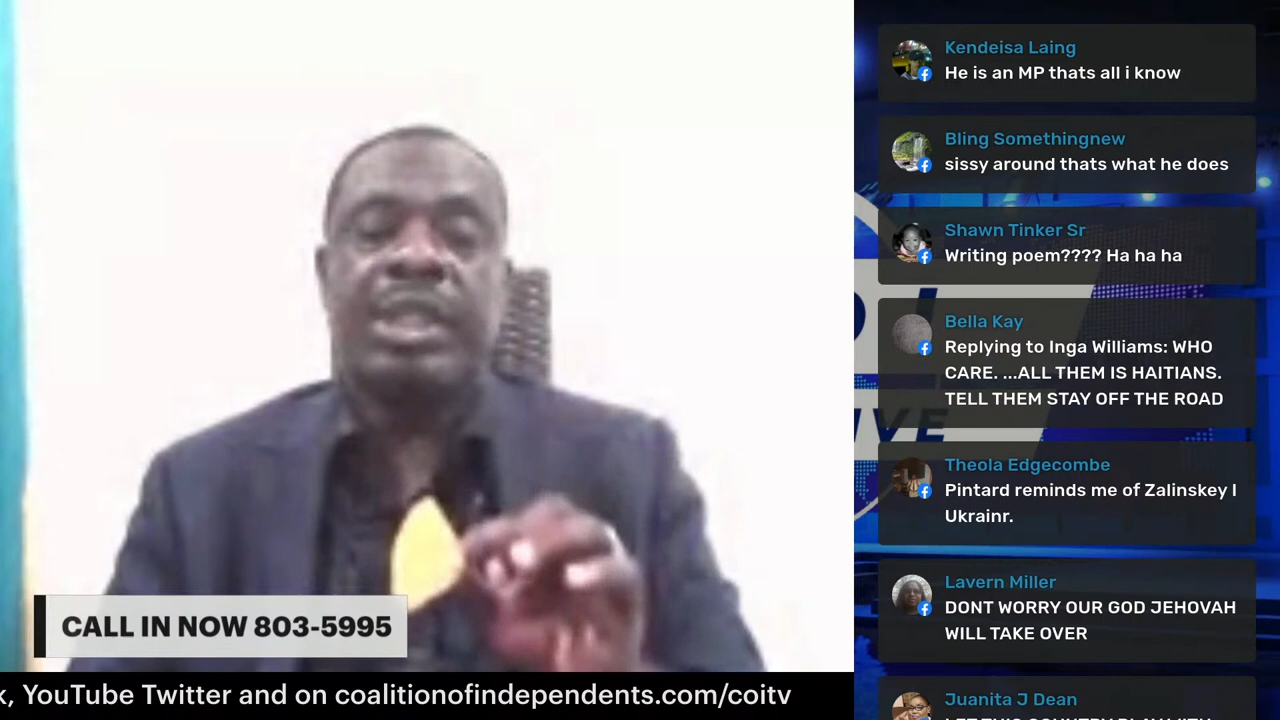 Kendeisa Laing
He is an MP thats all i know
Bling Somethingnew
sissy around thats what he does
Shawn Tinker Sr
Writing poem???? Ha ha ha
Bella Kay
Replying to Inga Williams: WHO
CARE. ...ALL THEM IS HAITIANS.
TELL THEM STAY OFF THE ROAD
Theola Edgecombe
Pintard reminds me of Zalinskey I
Ukrainr.
Lavern Miller
DONT WORRY OUR GOD JEHOVAH
WILL TAKE OVER
Juanita J Dean
CALL IN NOW 803-5995
YouTube Twitter and on coalitionofindependents.com/coitv